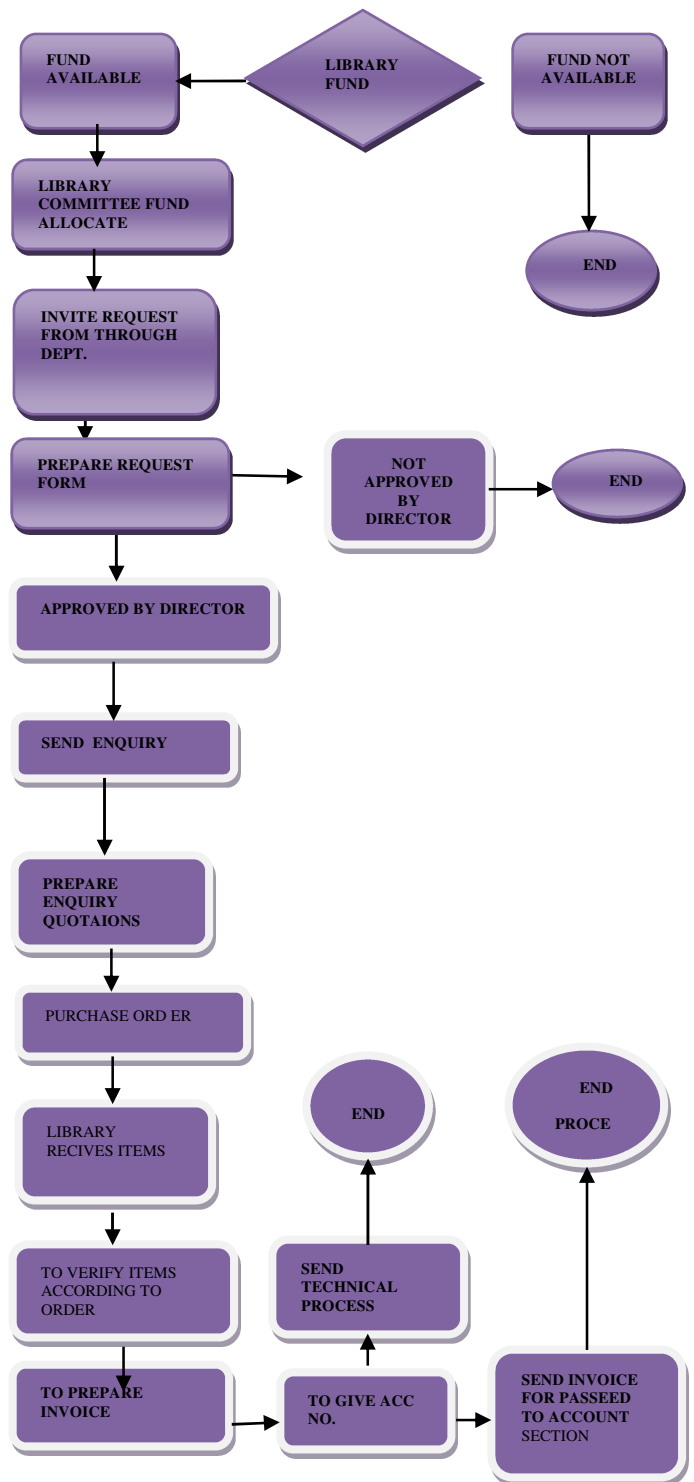 FUND
AVAILABLE
LIBRARY
FUND
FUND NOT
AVAILABLE
LIBRARY
COMMITTEE FUND
ALLOCATE
END
INVITE REQUEST
FROM THROUGH
DEPT.
PREPARE REQUEST
FORM
NOT
APPROVED
BY
DIRECTOR
END
APPROVED BY DIRECTOR
SEND ENQUIRY
PREPARE
ENQUIRY
QUOTAIONS
PURCHASE ORD ER
LIBRARY
RECIVES ITEMS
END
END
PROCE
TO VERIFY ITEMS
ACCORDING TO
ORDER
SEND
TECHNICAL
PROCESS
TO PREPARE
INVOICE
TO GIVE ACC
NO.
SEND INVOICE
FOR PASSEED
TO ACCOUNT
SECTION